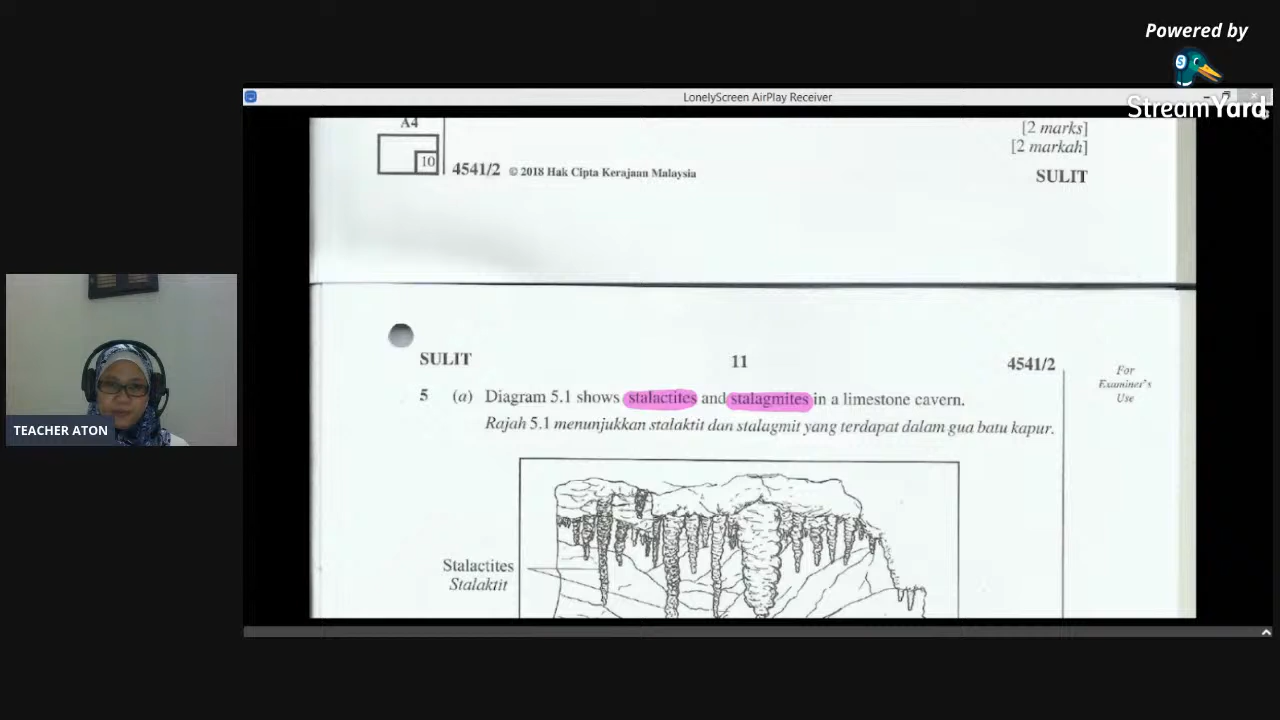 Powered by
StreamYard
LonelyScreen AirPlay Receiver
A4
10
[2 marks]
[2 markah]
4541/2 © 2018 Hak Cipta Kerajaan Malaysia
SULIT
SULIT 11 4541/2
For
Examiner's
Use
5 (a) Diagram 5.1 shows stalactites and stalagmites in a limestone cavern.
Rajah 5.1 menunjukkan stalaktit dan stalagmit yang terdapat dalam gua batu kapur.
Stalactites
Stalaktit
TEACHER ATON